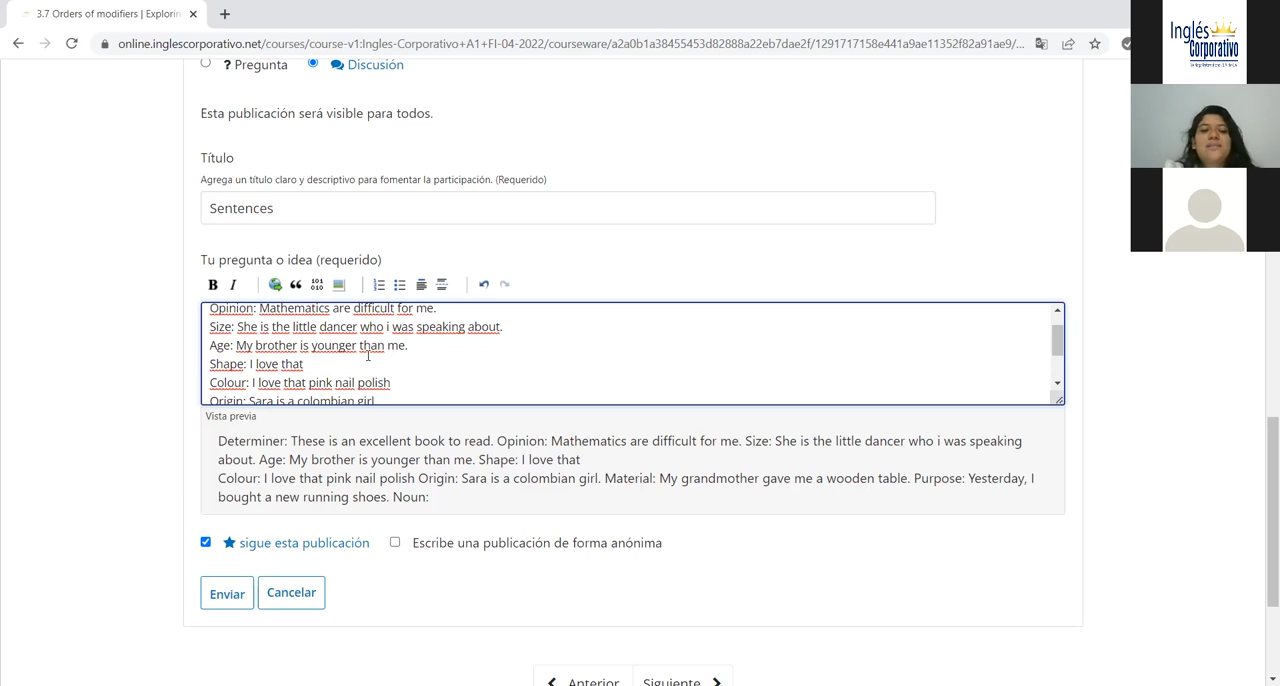 3.7 Orders of modifiers | Explorin
online.inglescorporativo.net/courses/course-v1:Ingles-Corporativo+A1+FI-04-2022/courseware/a2a0b1a38455453d82888a22eb7dae2f/1291717158e441a9ae11352f82a91ae9/...
Inglés
Corporativo
? Pregunta Discusión
Esta publicación será visible para todos.
Título
Agrega un título claro y descriptivo para fomentar la participación. (Requerido)
Sentences
Tu pregunta o idea (requerido)
B I 101 010
Opinion: Mathematics are difficult for me.
Size: She is the little dancer who i was speaking about.
Age: My brother is younger than me.
Shape: I love that
Colour: I love that pink nail polish
Origin: Sara is a colombian girl.
Vista previa
Determiner: These is an excellent book to read. Opinion: Mathematics are difficult for me. Size: She is the little dancer who i was speaking
about. Age: My brother is younger than me. Shape: I love that
Colour: I love that pink nail polish Origin: Sara is a colombian girl. Material: My grandmother gave me a wooden table. Purpose: Yesterday, I
bought a new running shoes. Noun:
sigue esta publicación Escribe una publicación de forma anónima
Enviar Cancelar
Anterior Siguiente